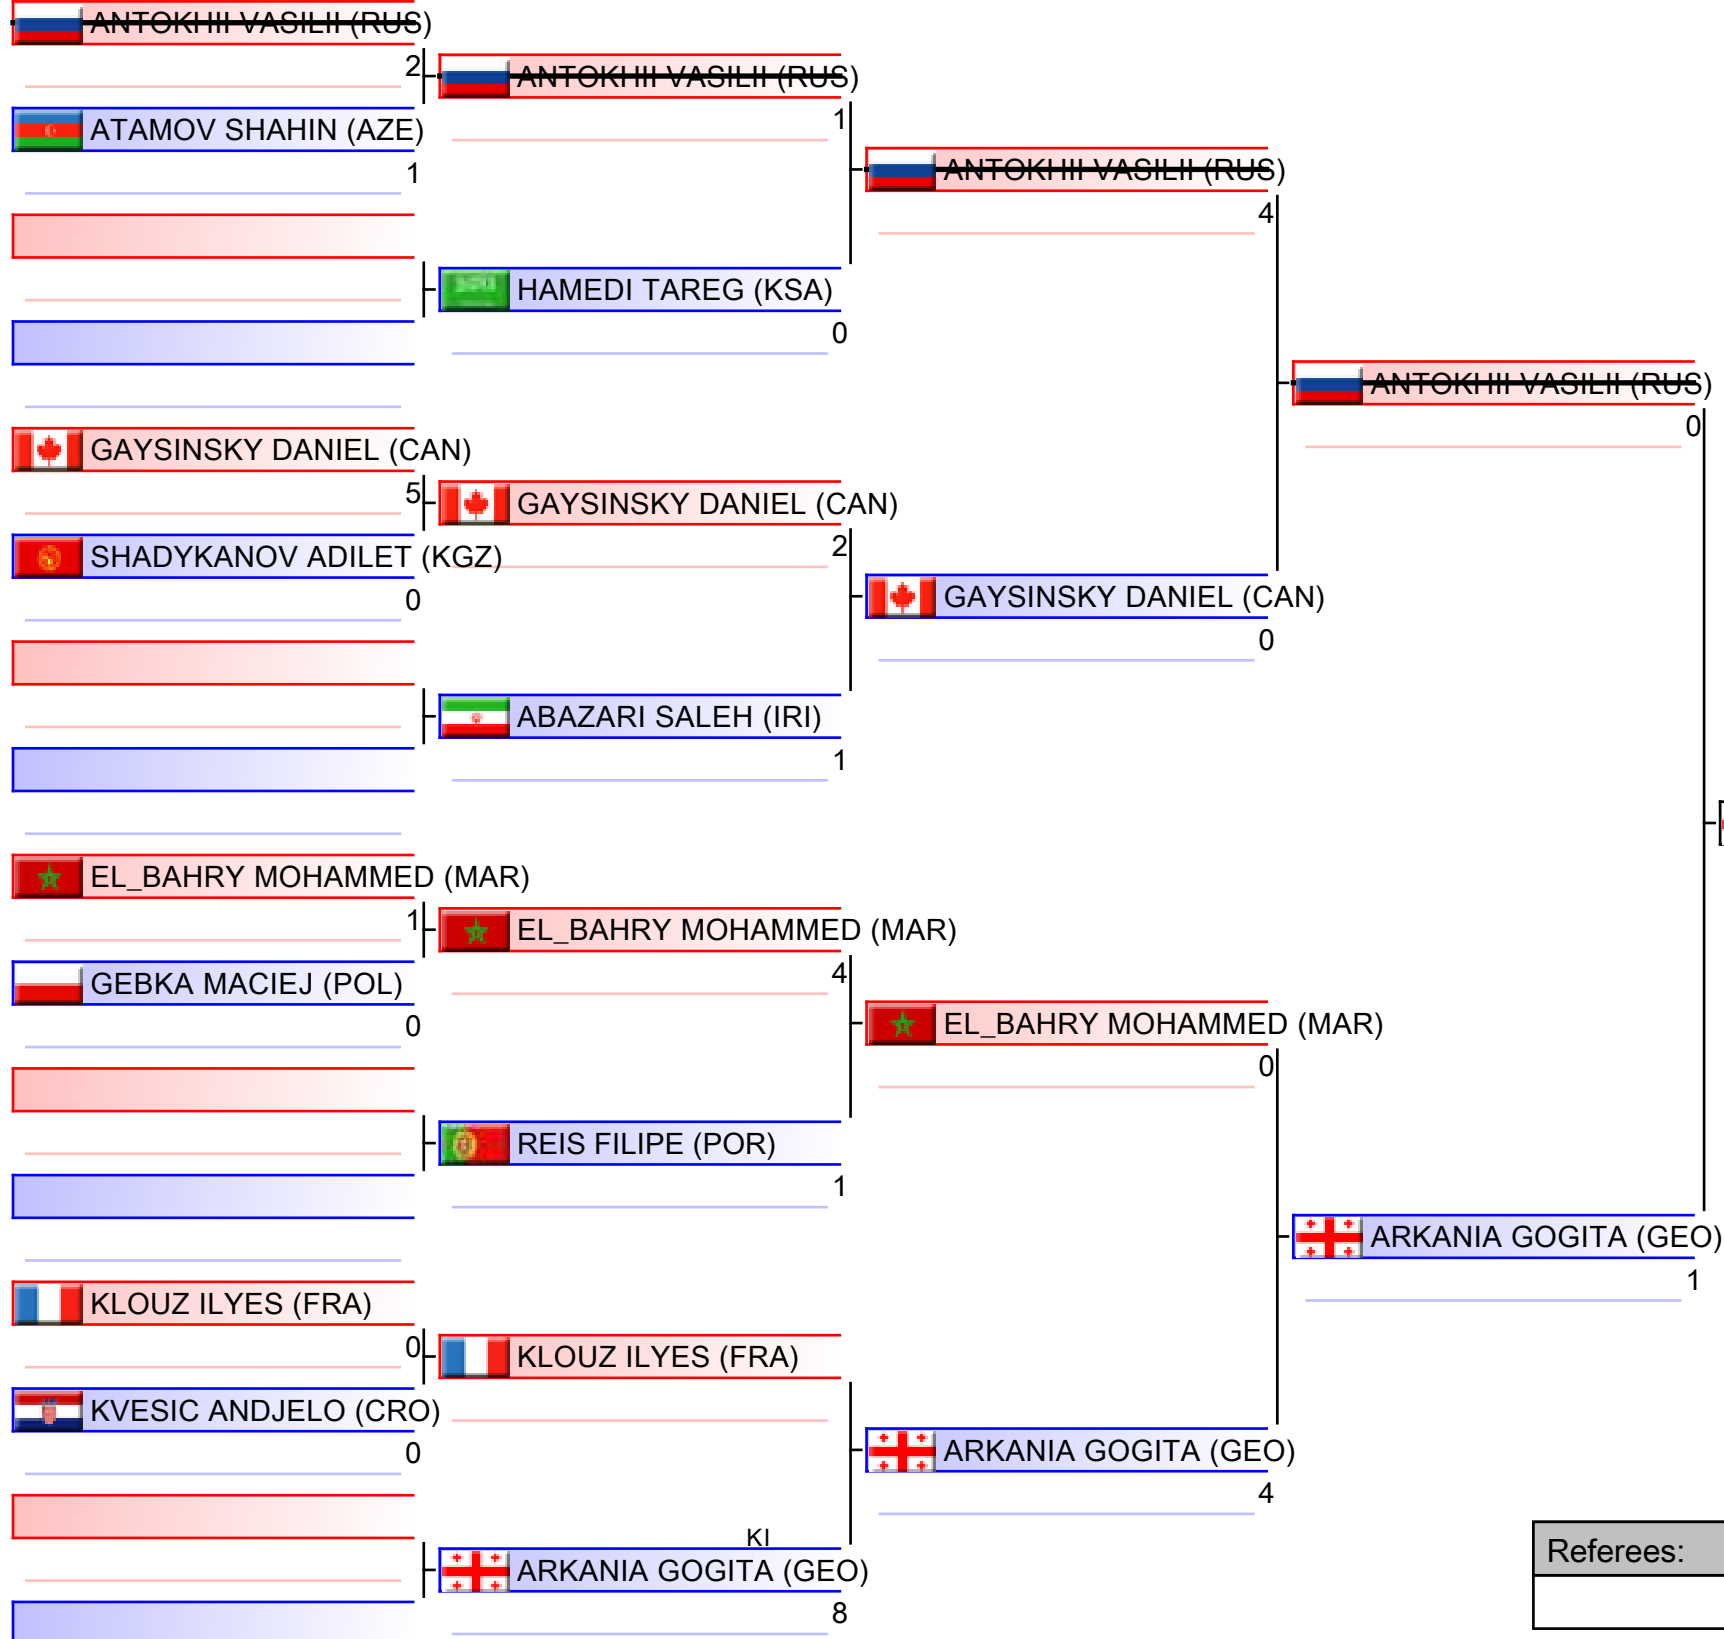 ANTOKHII VASILII (RUS)
2
ATAMOV SHAHIN (AZE)
1
GAYSINSKY DANIEL (CAN)
5
SHADYKANOV ADILET (KGZ)
0
EL_BAHRY MOHAMMED (MAR)
1
GEBKA MACIEJ (POL)
0
KLOUZ ILYES (FRA)
0
KVESIC ANDJELO (CRO)
0
ANTOKHII VASILII (RUS)
1
HAMEDI TAREG (KSA)
0
GAYSINSKY DANIEL (CAN)
2
ABAZARI SALEH (IRI)
1
EL_BAHRY MOHAMMED (MAR)
4
REIS FILIPE (POR)
1
KLOUZ ILYES (FRA)
KI
ARKANIA GOGITA (GEO)
8
ANTOKHII VASILII (RUS)
4
GAYSINSKY DANIEL (CAN)
0
EL_BAHRY MOHAMMED (MAR)
0
ARKANIA GOGITA (GEO)
4
ANTOKHII VASILII (RUS)
0
ARKANIA GOGITA (GEO)
1
Referees: